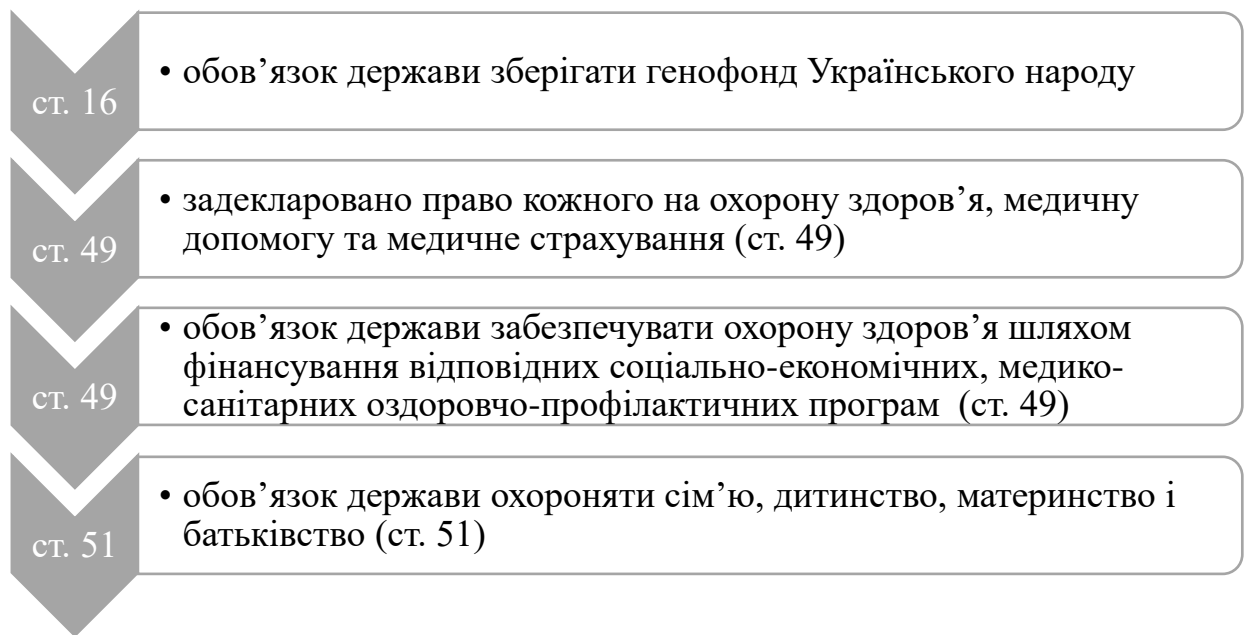 ст. 16
• обов’язок держави зберігати генофонд Українського народу
ст. 49
• задекларовано право кожного на охорону здоров’я, медичну
допомогу та медичне страхування (ст. 49)
ст. 49
• обов’язок держави забезпечувати охорону здоров’я шляхом
фінансування відповідних соціально-економічних, медико-
санітарних оздоровчо-профілактичних програм (ст. 49)
ст. 51
• обов’язок держави охороняти сім’ю, дитинство, материнство і
батьківство (ст. 51)